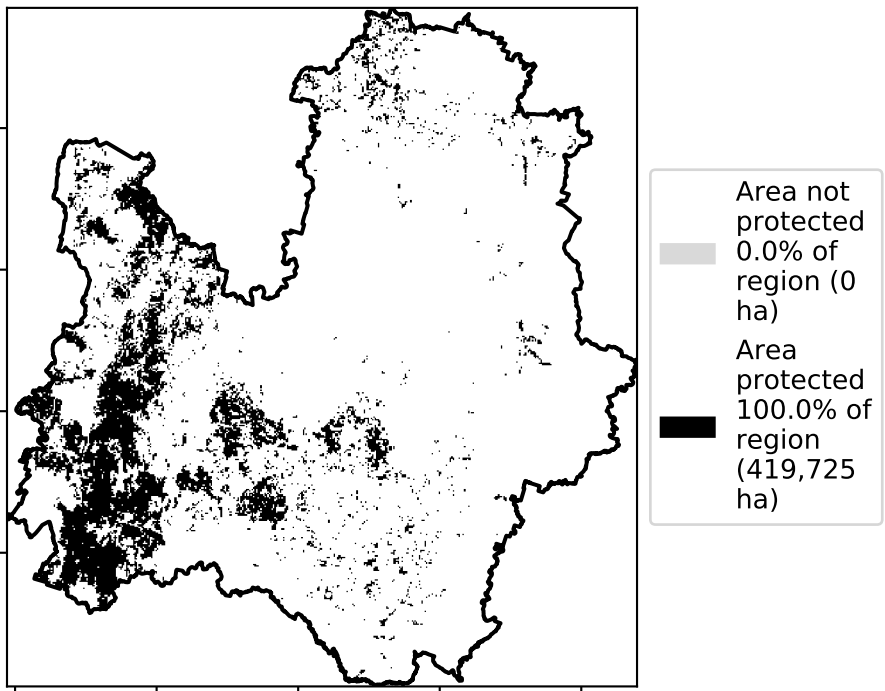 Area not
protected
0.0% of
region (0
ha)
Area
protected
100.0% of
region
(419,725
ha)